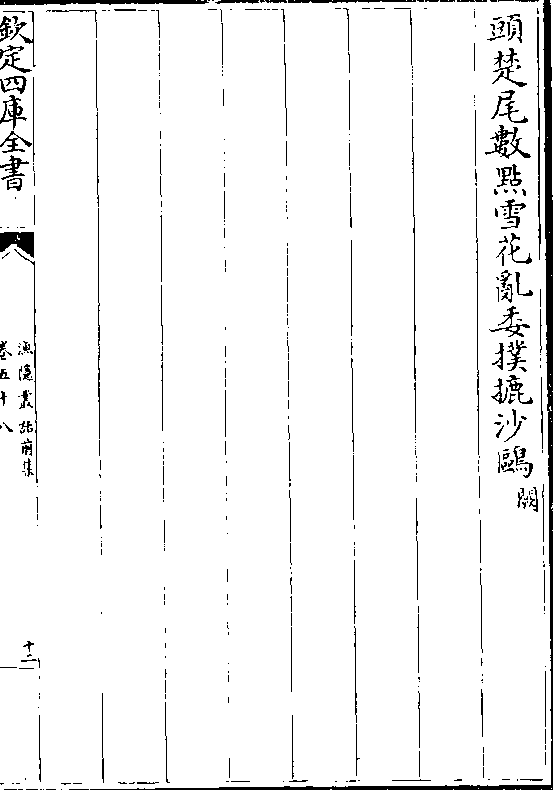 頭楚尾數點雪花亂委撲摝沙鷗闕
欽定四庫全書
漁隱叢話前集
卷五十八
十二